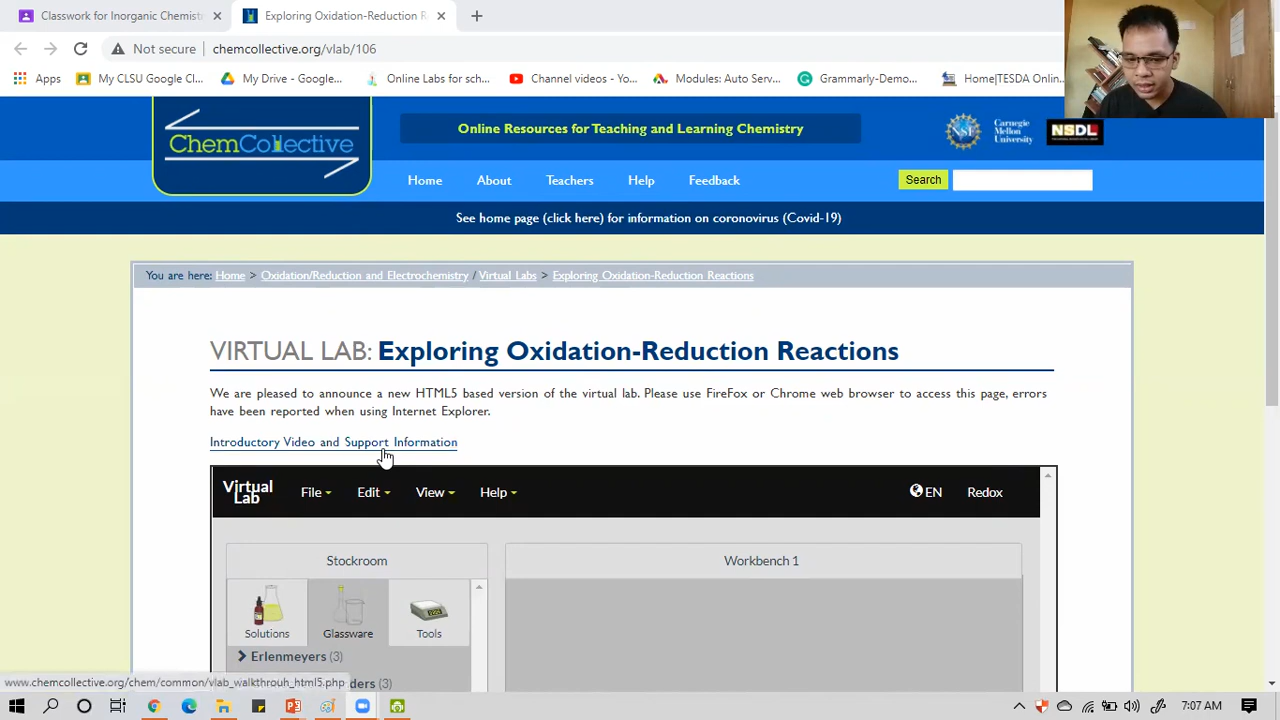 Classwork for Inorganic Chemist
Exploring Oxidation-Reduction R
Not secure
chemcollective.org/vlab/106
Apps
My CLSU Google Cl...
My Drive - Google...
Online Labs for sch...
Channel videos - Yo...
Modules: Auto Serv...
Grammarly-Demo...
Home|TESDA Onlin...
ChemCollective
Online Resources for Teaching and Learning Chemistry
NSF
Carnegie
Mellon
University
NSDL
Home
About
Teachers
Help
Feedback
Search
See home page (click here) for information on coronovirus (Covid-19)
You are here: Home > Oxidation/Reduction and Electrochemistry / Virtual Labs > Exploring Oxidation-Reduction Reactions
VIRTUAL LAB: Exploring Oxidation-Reduction Reactions
We are pleased to announce a new HTML5 based version of the virtual lab. Please use FireFox or Chrome web browser to access this page, errors
have been reported when using Internet Explorer.
Introductory Video and Support Information
Virtual
Lab
File
Edit
View
Help
EN
Redox
Stockroom
Workbench 1
Solutions
Glassware
Tools
Erlenmeyers (3)
ders (3)
www.chemcollective.org/chem/common/vlab_walkthrouh_html5.php
7:07 AM